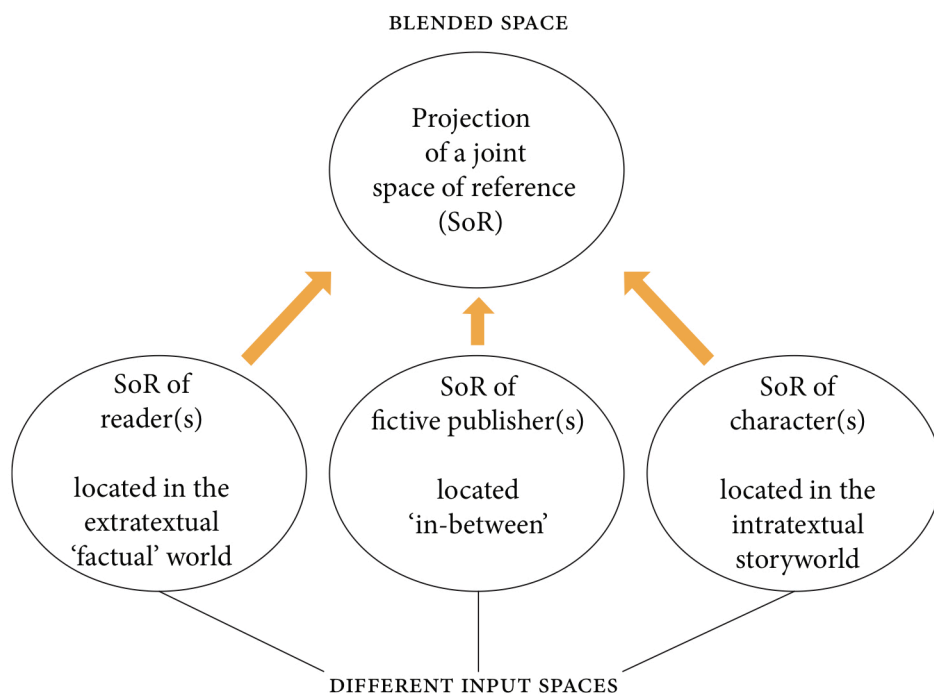 BLENDED SPACE
Projection
of a joint
space of reference
(SoR)
SoR of
reader(s)
located in the
extratextual
‘factual’ world
SoR of
fictive publisher(s)
located
‘in-between’
SoR of
character(s)
located in the
intratextual
storyworld
DIFFERENT INPUT SPACES